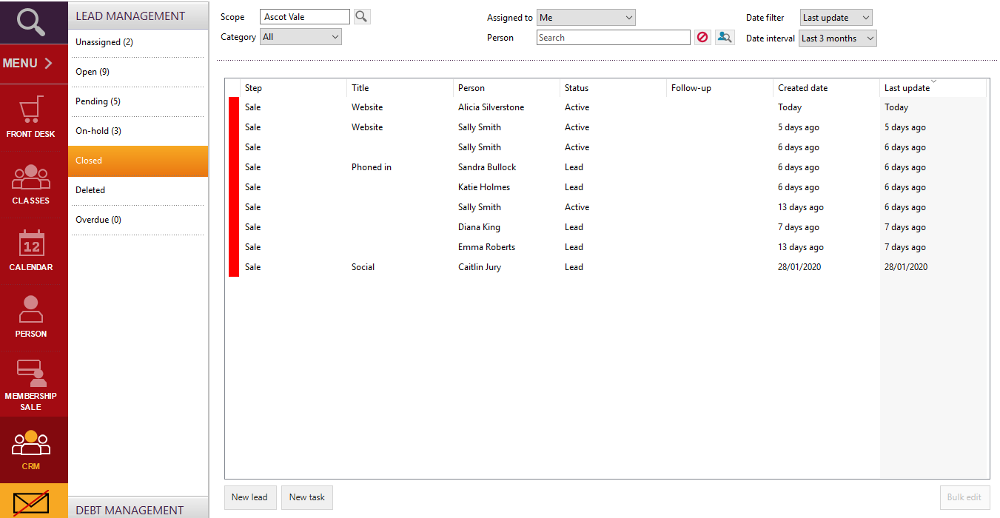 MENU
FRONT DESK
CLASSES
12
CALENDAR
PERSON
MEMBERSHIP
SALE
CRM
LEAD MANAGEMENT
Unassigned (2)
Open (9)
Pending (5)
On-hold (3)
Closed
Deleted
Overdue (0)
DEBT MANAGEMENT
Scope Ascot Vale Assigned to Me Date filter Last update
Category All Person Search Date interval Last 3 months
Step Title Person Status Follow-up Created date Last update
Sale Website Alicia Silverstone Active Today Today
Sale Website Sally Smith Active 5 days ago 5 days ago
Sale Sally Smith Active 6 days ago 6 days ago
Sale Phoned in Sandra Bullock Lead 6 days ago 6 days ago
Sale Katie Holmes Lead 6 days ago 6 days ago
Sale Sally Smith Active 13 days ago 6 days ago
Sale Diana King Lead 7 days ago 7 days ago
Sale Emma Roberts Lead 13 days ago 7 days ago
Sale Social Caitlin Jury Lead 28/01/2020 28/01/2020
New lead New task Bulk edit